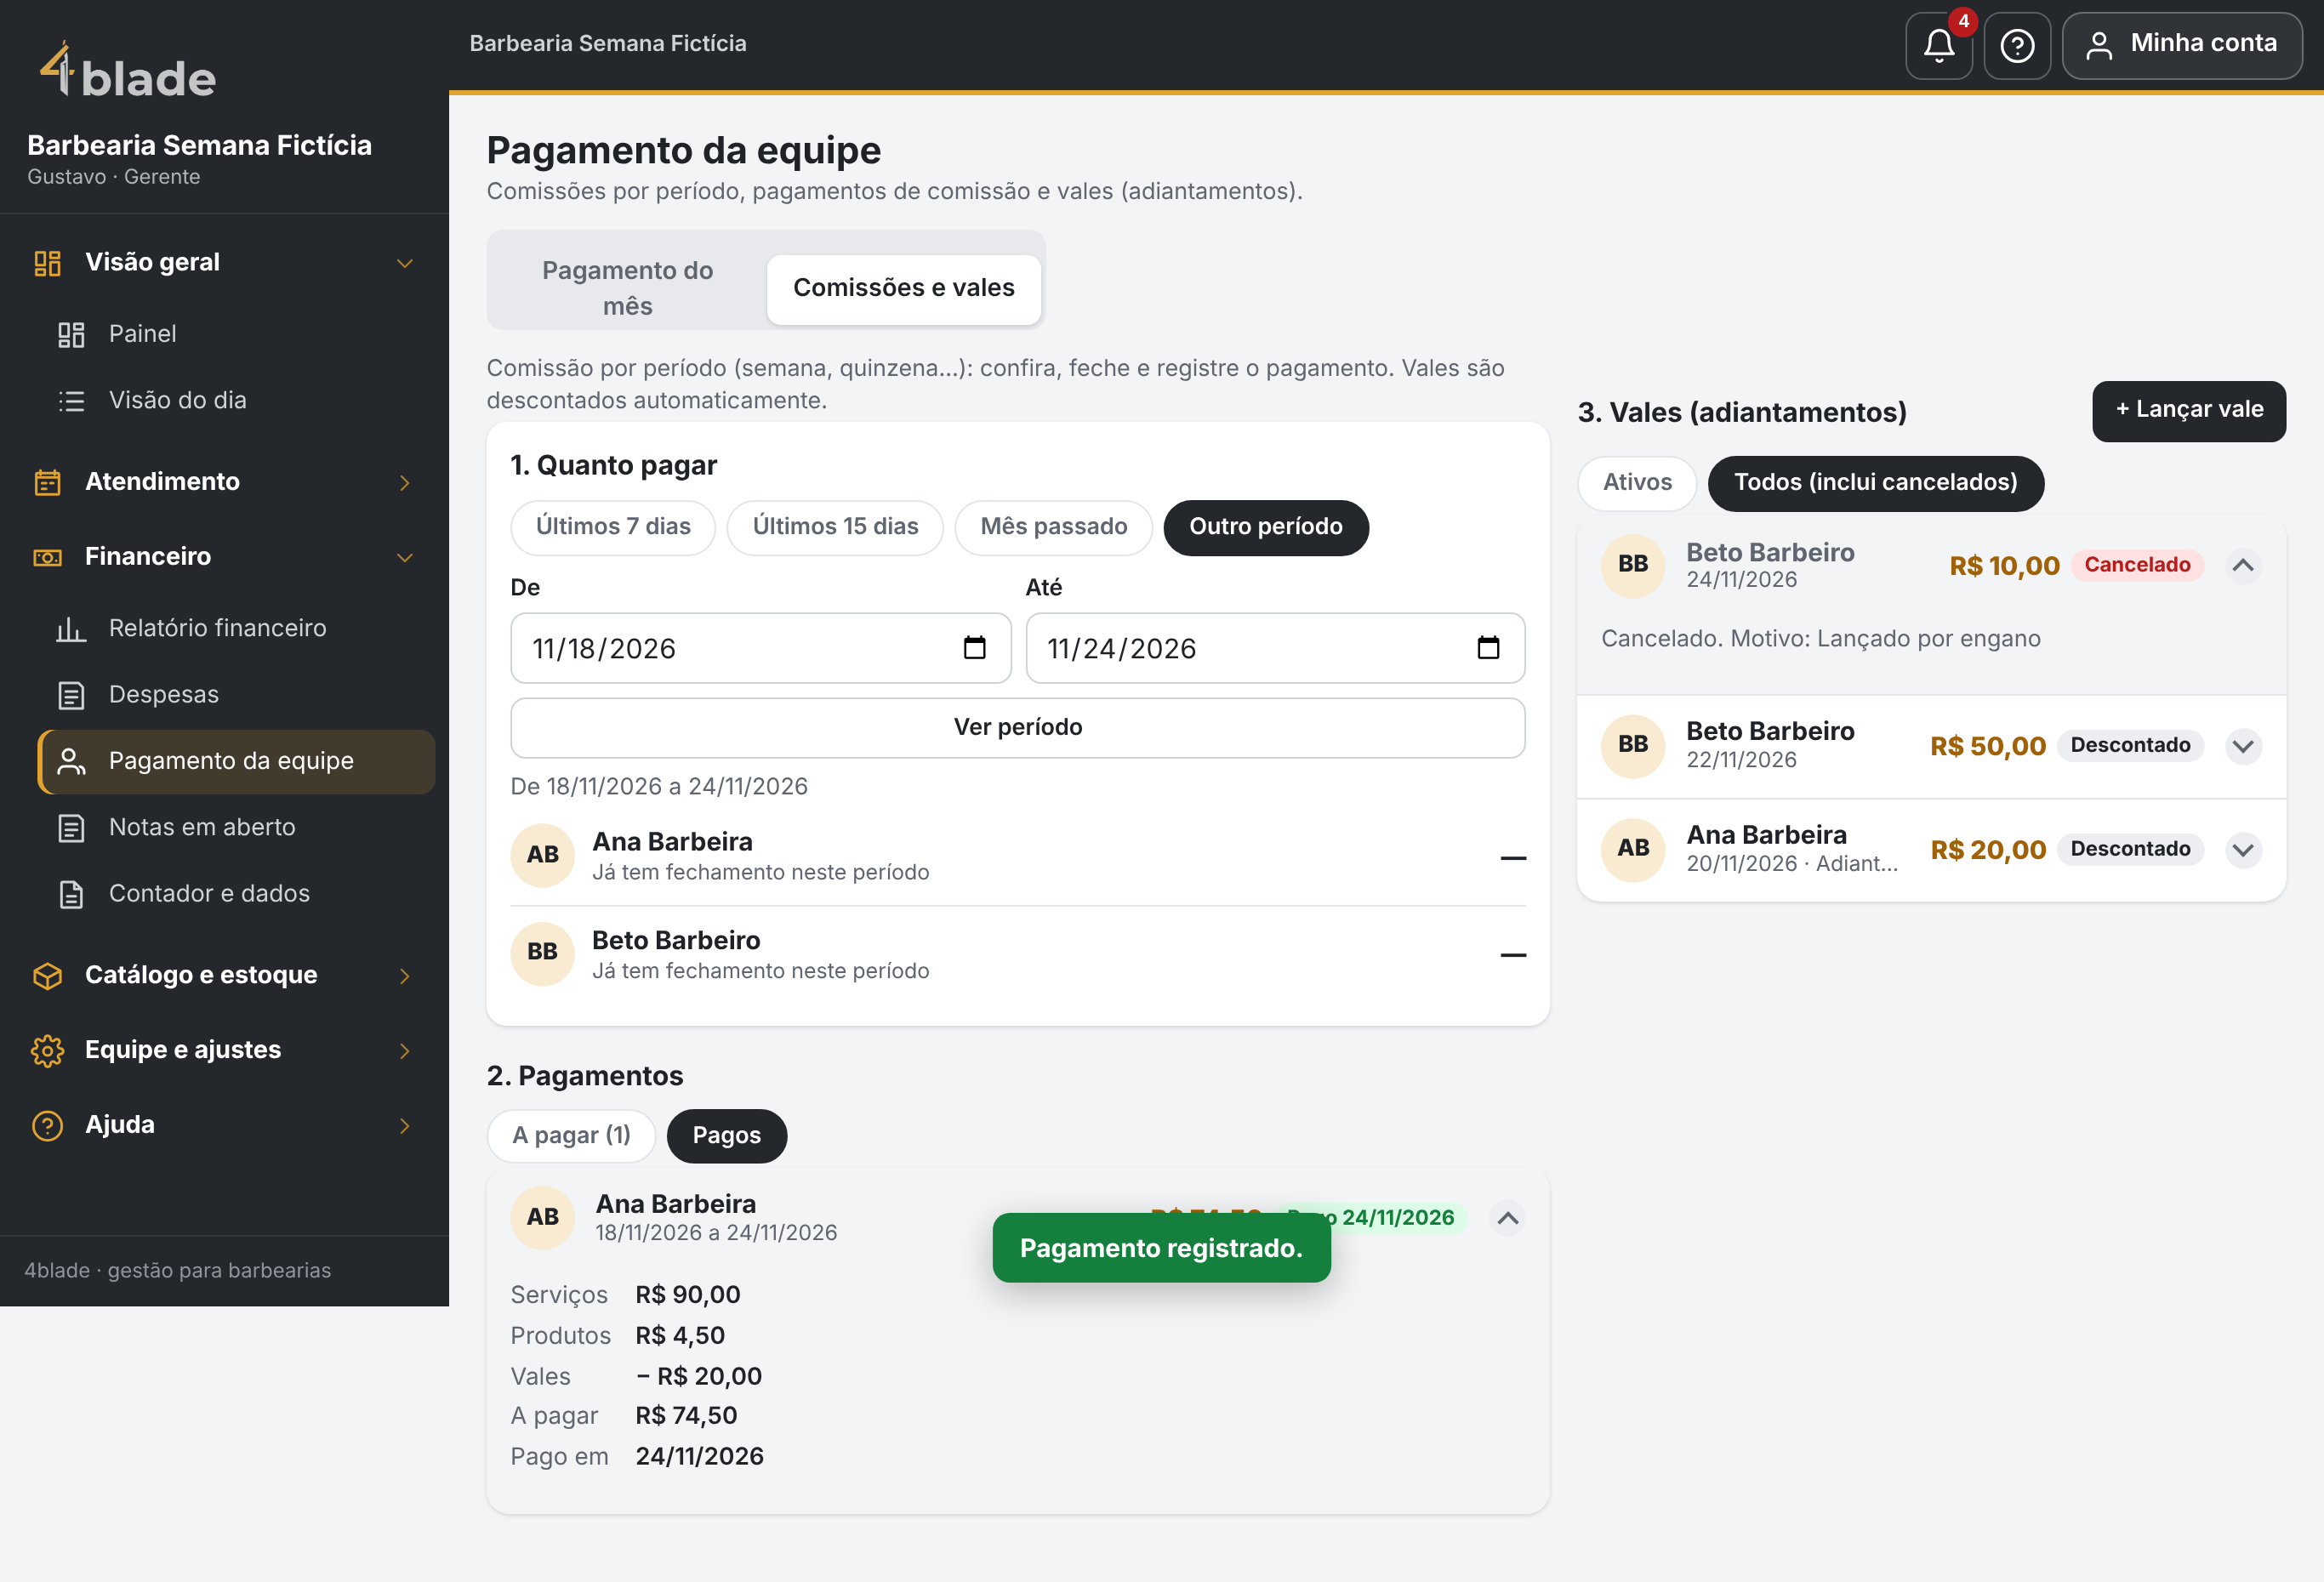 4blade
Barbearia Semana Fictícia
Gustavo · Gerente
Visão geral
Painel
Visão do dia
Atendimento
Financeiro
Relatório financeiro
Despesas
Pagamento da equipe
Notas em aberto
Contador e dados
Catálogo e estoque
Equipe e ajustes
Ajuda
4blade · gestão para barbearias
Barbearia Semana Fictícia
4
Minha conta
Pagamento da equipe
Comissões por período, pagamentos de comissão e vales (adiantamentos).
Pagamento do
mês
Comissões e vales
Comissão por período (semana, quinzena...): confira, feche e registre o pagamento. Vales são
descontados automaticamente.
1. Quanto pagar
Últimos 7 dias
Últimos 15 dias
Mês passado
Outro período
De
Até
11/18/2026
11/24/2026
Ver período
De 18/11/2026 a 24/11/2026
AB
Ana Barbeira
Já tem fechamento neste período
—
BB
Beto Barbeiro
Já tem fechamento neste período
—
2. Pagamentos
A pagar (1)
Pagos
AB
Ana Barbeira
18/11/2026 a 24/11/2026
24/11/2026
Pagamento registrado.
Serviços R$ 90,00
Produtos R$ 4,50
Vales − R$ 20,00
A pagar R$ 74,50
Pago em 24/11/2026
3. Vales (adiantamentos)
+ Lançar vale
Ativos
Todos (inclui cancelados)
BB
Beto Barbeiro
24/11/2026
R$ 10,00
Cancelado
Cancelado. Motivo: Lançado por engano
BB
Beto Barbeiro
22/11/2026
R$ 50,00
Descontado
AB
Ana Barbeira
20/11/2026 · Adiant...
R$ 20,00
Descontado